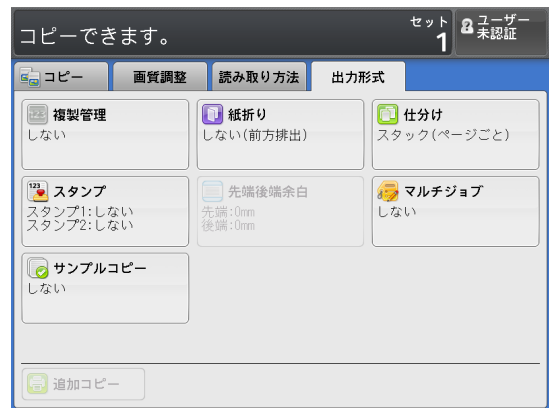 コピーできます。
セット
1
ユーザー
未認証
コピー
画質調整
読み取り方法
出力形式
複製管理
しない
紙折り
しない(前方排出)
仕分け
スタック(ページごと)
123
スタンプ
スタンプ1:しない
スタンプ2:しない
先端後端余白
先端:0mm
後端:0mm
マルチジョブ
しない
サンプルコピー
しない
追加コピー